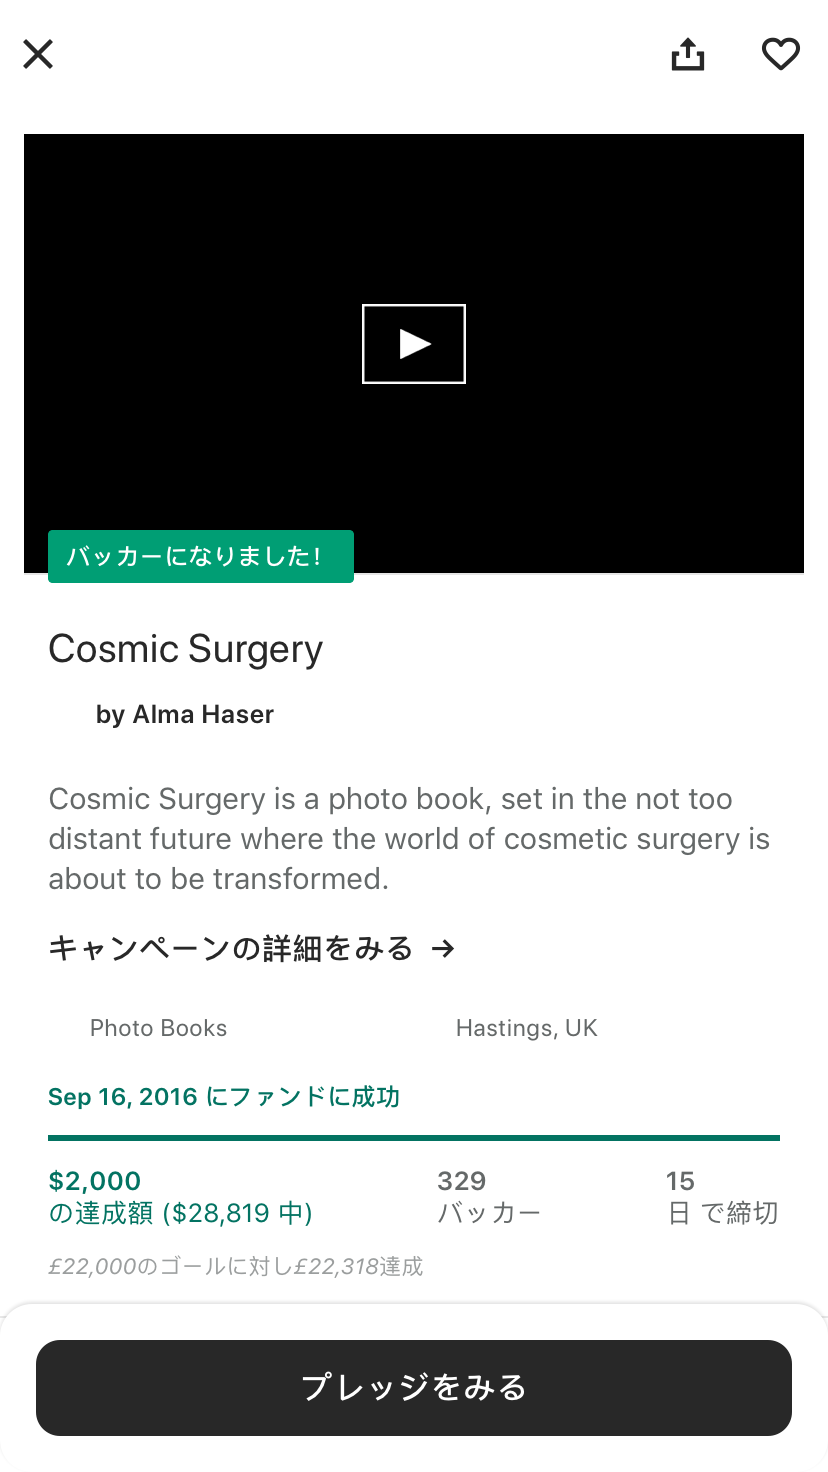 バッカーになりました！
Cosmic Surgery
by Alma Haser
Cosmic Surgery is a photo book, set in the not too
distant future where the world of cosmetic surgery is
about to be transformed.
キャンペーンの詳細をみる →
Photo Books
Hastings, UK
Sep 16, 2016 にファンドに成功
$2,000
の達成額 ($28,819 中)
329
バッカー
15
日 で締切
£22,000のゴールに対し£22,318達成
プレッジをみる